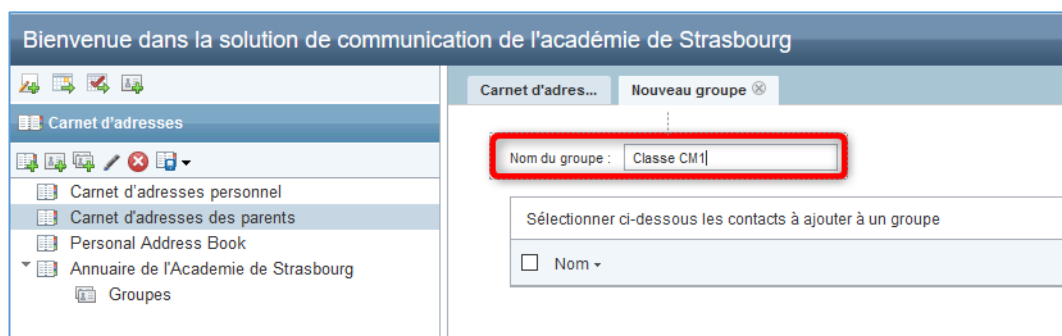 Bienvenue dans la solution de communication de l'académie de Strasbourg
Carnet d'adresses
Carnet d'adresses personnel
Carnet d'adresses des parents
Personal Address Book
Annuaire de l'Academie de Strasbourg
Groupes
Carnet d'adres... Nouveau groupe
Nom du groupe : Classe CM1
Sélectionner ci-dessous les contacts à ajouter à un groupe
Nom